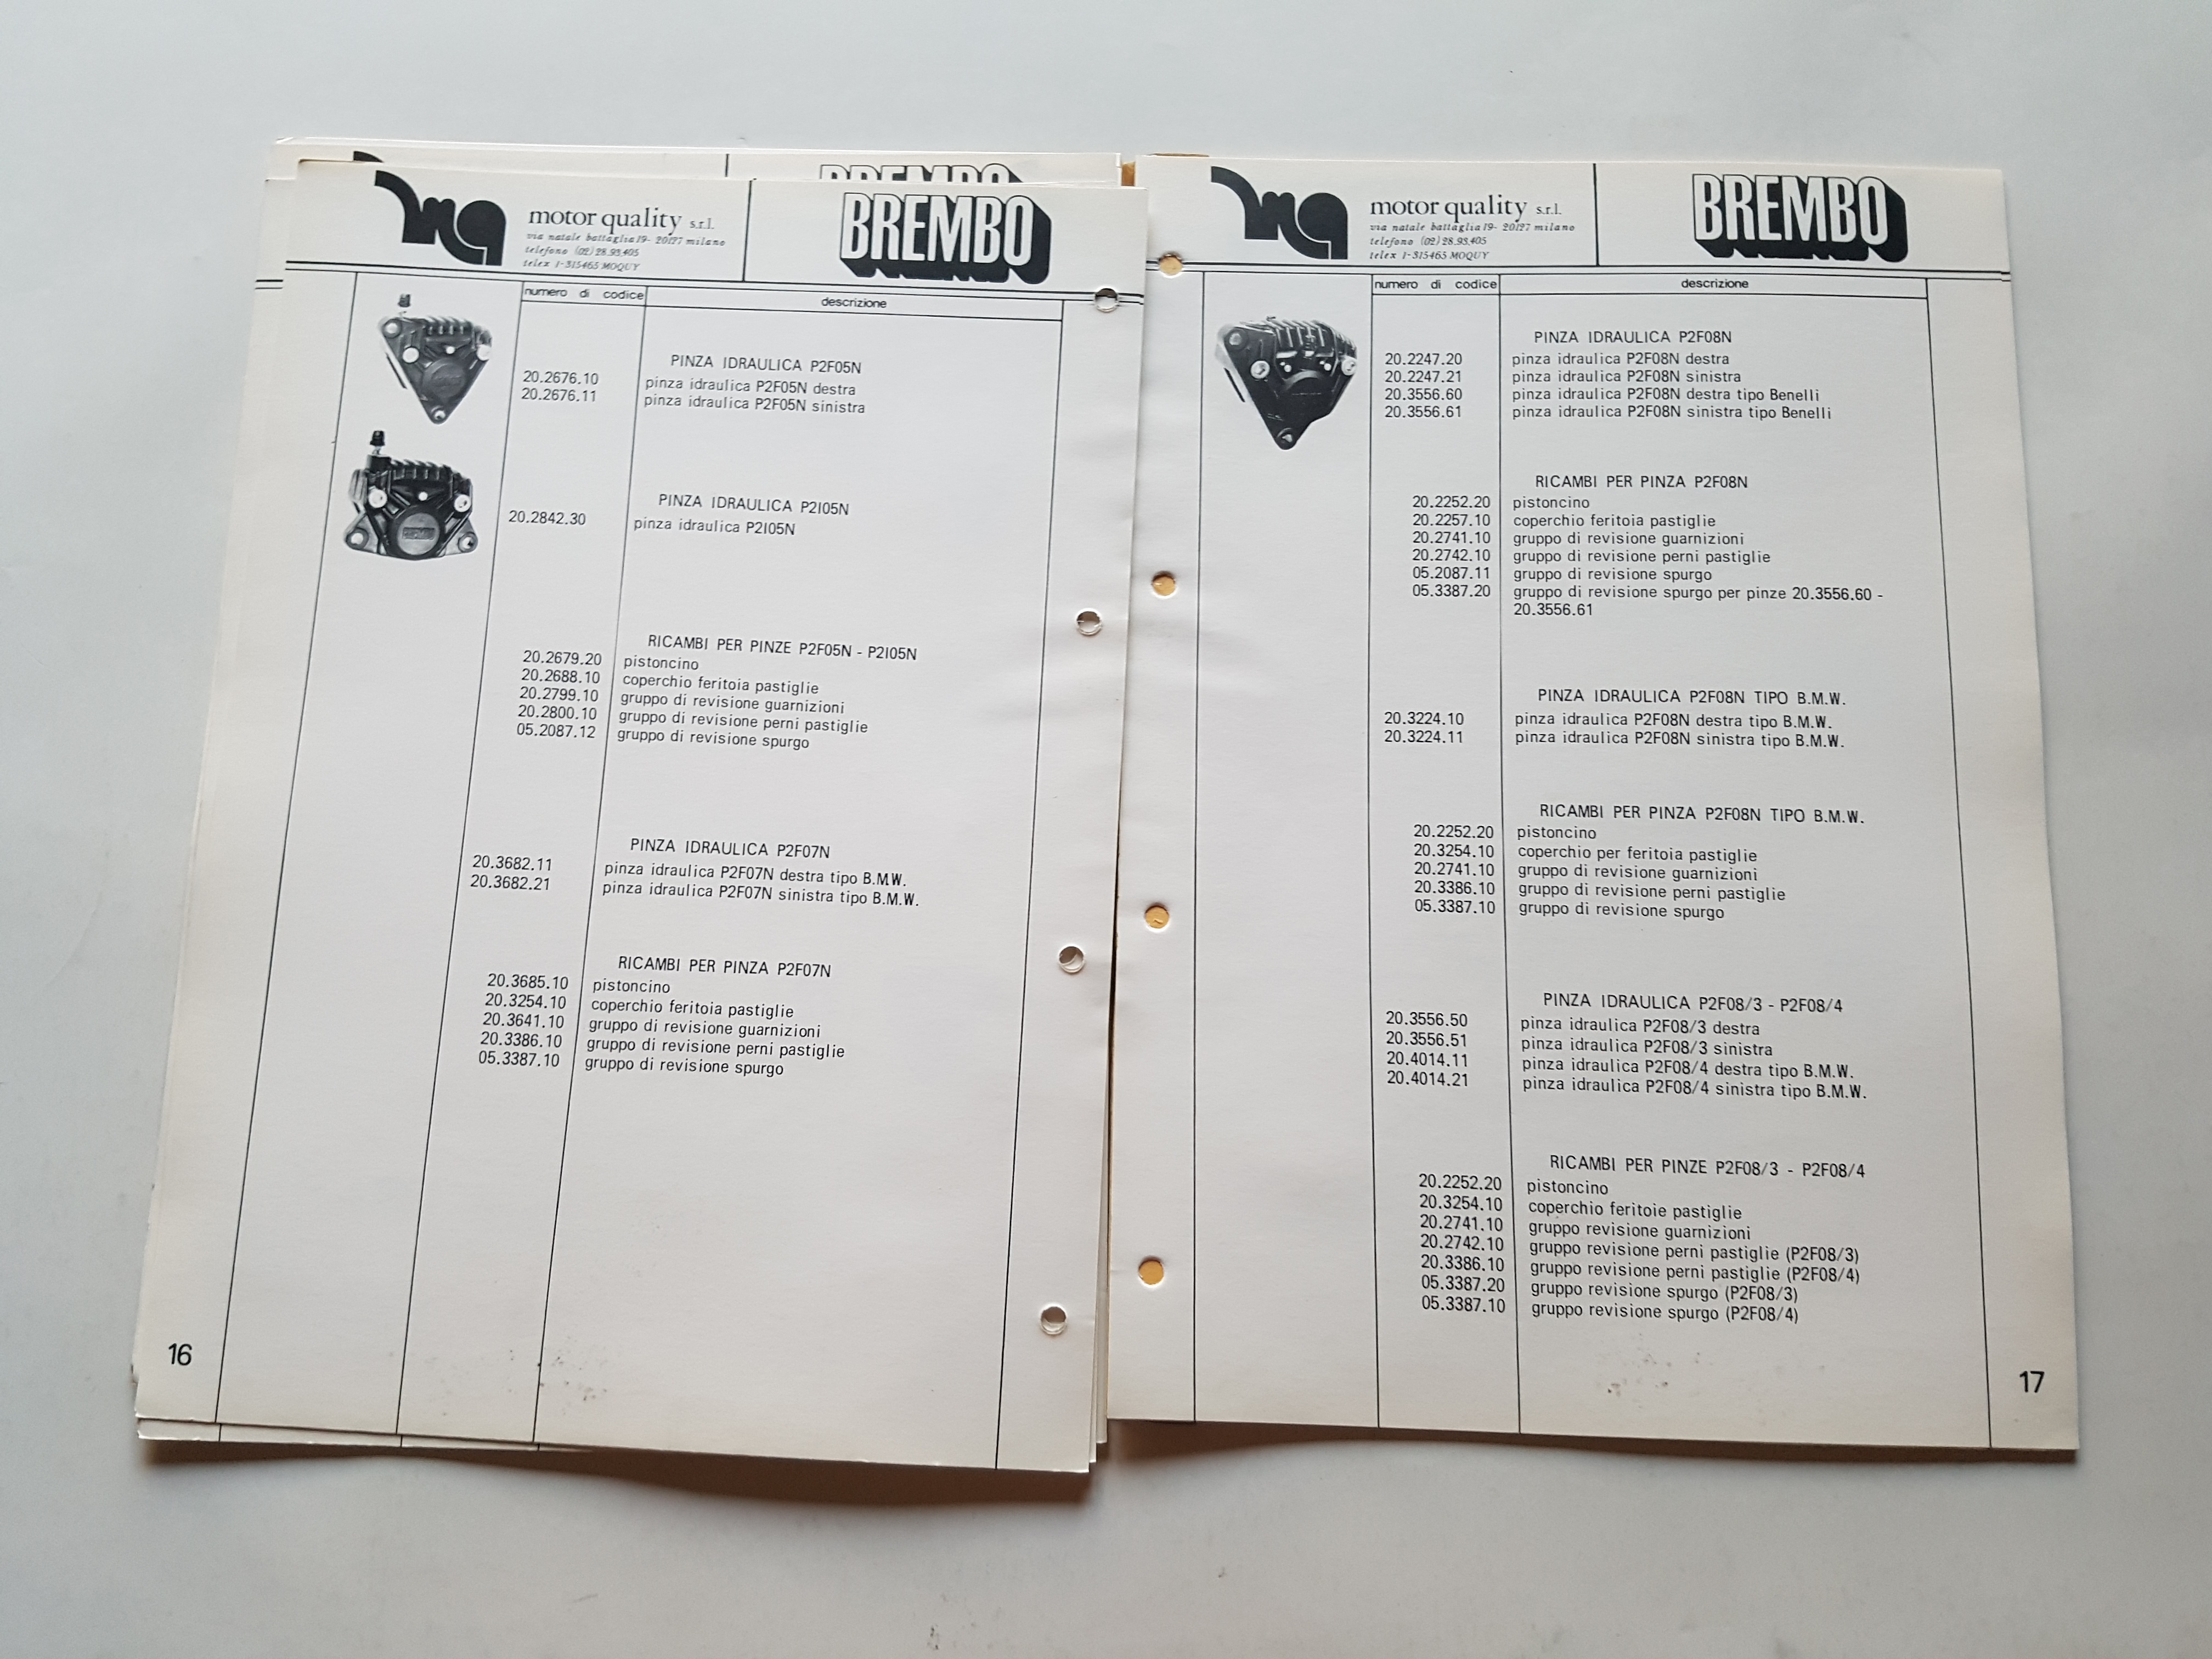 BREMBO
mq
motor quality s.r.l.
via natale battaglia 19- 20127 milano
telefono (02) 28.93.405
telex 1-315465 MOQUY
BREMBO
numero di codice
descrizione
PINZA IDRAULICA P2F05N
20.2676.10 pinza idraulica P2F05N destra
20.2676.11 pinza idraulica P2F05N sinistra
PINZA IDRAULICA P2I05N
20.2842.30 pinza idraulica P2I05N
BREMBO
RICAMBI PER PINZE P2F05N - P2I05N
20.2679.20 pistoncino
20.2688.10 coperchio feritoia pastiglie
20.2799.10 gruppo di revisione guarnizioni
20.2800.10 gruppo di revisione perni pastiglie
05.2087.12 gruppo di revisione spurgo
PINZA IDRAULICA P2F07N
20.3682.11 pinza idraulica P2F07N destra tipo B.M.W.
20.3682.21 pinza idraulica P2F07N sinistra tipo B.M.W.
RICAMBI PER PINZA P2F07N
20.3685.10 pistoncino
20.3254.10 coperchio feritoia pastiglie
20.3641.10 gruppo di revisione guarnizioni
20.3386.10 gruppo di revisione perni pastiglie
05.3387.10 gruppo di revisione spurgo
16
mq
motor quality s.r.l.
via natale battaglia 19- 20127 milano
telefono (02) 28.93.405
telex 1-315465 MOQUY
BREMBO
numero di codice
descrizione
PINZA IDRAULICA P2F08N
20.2247.20 pinza idraulica P2F08N destra
20.2247.21 pinza idraulica P2F08N sinistra
20.3556.60 pinza idraulica P2F08N destra tipo Benelli
20.3556.61 pinza idraulica P2F08N sinistra tipo Benelli
RICAMBI PER PINZA P2F08N
20.2252.20 pistoncino
20.2257.10 coperchio feritoia pastiglie
20.2741.10 gruppo di revisione guarnizioni
20.2742.10 gruppo di revisione perni pastiglie
05.2087.11 gruppo di revisione spurgo
05.3387.20 gruppo di revisione spurgo per pinze 20.3556.60 -
20.3556.61
PINZA IDRAULICA P2F08N TIPO B.M.W.
20.3224.10 pinza idraulica P2F08N destra tipo B.M.W.
20.3224.11 pinza idraulica P2F08N sinistra tipo B.M.W.
RICAMBI PER PINZA P2F08N TIPO B.M.W.
20.2252.20 pistoncino
20.3254.10 coperchio per feritoia pastiglie
20.2741.10 gruppo di revisione guarnizioni
20.3386.10 gruppo di revisione perni pastiglie
05.3387.10 gruppo di revisione spurgo
PINZA IDRAULICA P2F08/3 - P2F08/4
20.3556.50 pinza idraulica P2F08/3 destra
20.3556.51 pinza idraulica P2F08/3 sinistra
20.4014.11 pinza idraulica P2F08/4 destra tipo B.M.W.
20.4014.21 pinza idraulica P2F08/4 sinistra tipo B.M.W.
RICAMBI PER PINZE P2F08/3 - P2F08/4
20.2252.20 pistoncino
20.3254.10 coperchio feritoie pastiglie
20.2741.10 gruppo revisione guarnizioni
20.2742.10 gruppo revisione perni pastiglie (P2F08/3)
20.3386.10 gruppo revisione perni pastiglie (P2F08/4)
05.3387.20 gruppo revisione spurgo (P2F08/3)
05.3387.10 gruppo revisione spurgo (P2F08/4)
17